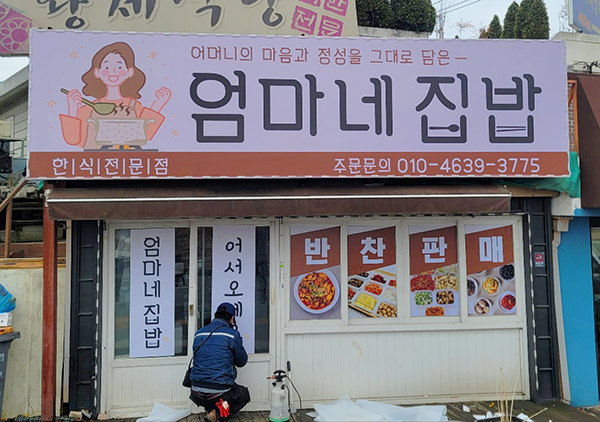 어머니의 마음과 정성을 그대로 담은-
엄마네 집밥
한|식|전|문|점
주문문의 010-4639-3775
엄마네집밥
어서오세
반찬판매